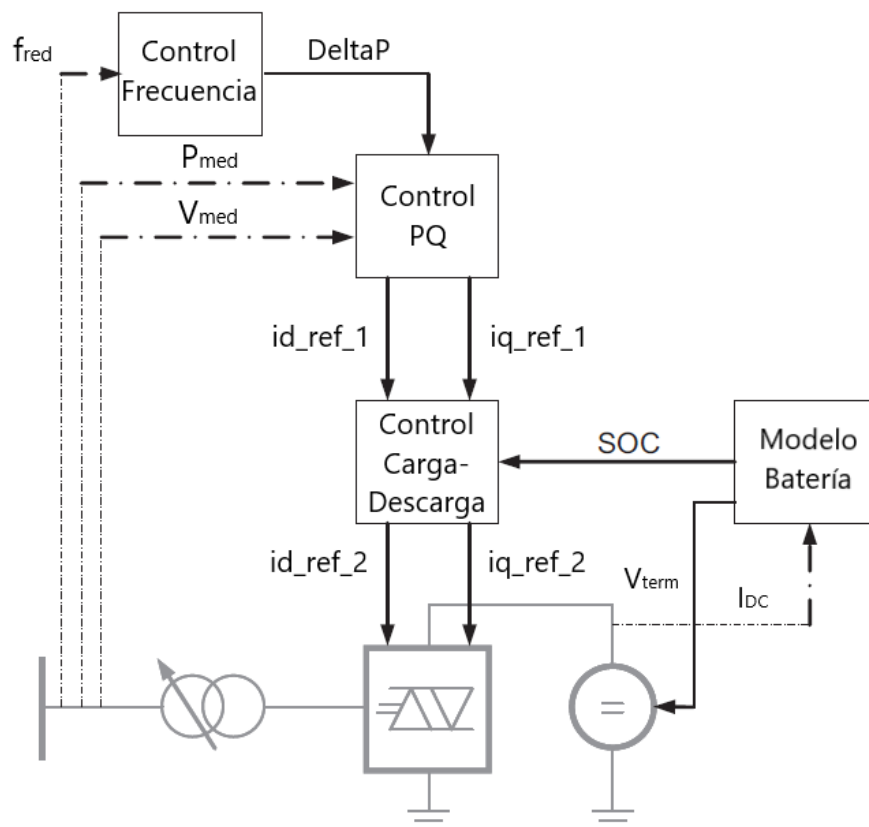 fred
Control
Frecuencia
DeltaP
Pmed
Vmed
Control
PQ
id_ref_1
iq_ref_1
Control
Carga-
Descarga
SOC
Modelo
Batería
id_ref_2
iq_ref_2
Vterm
IDC
=